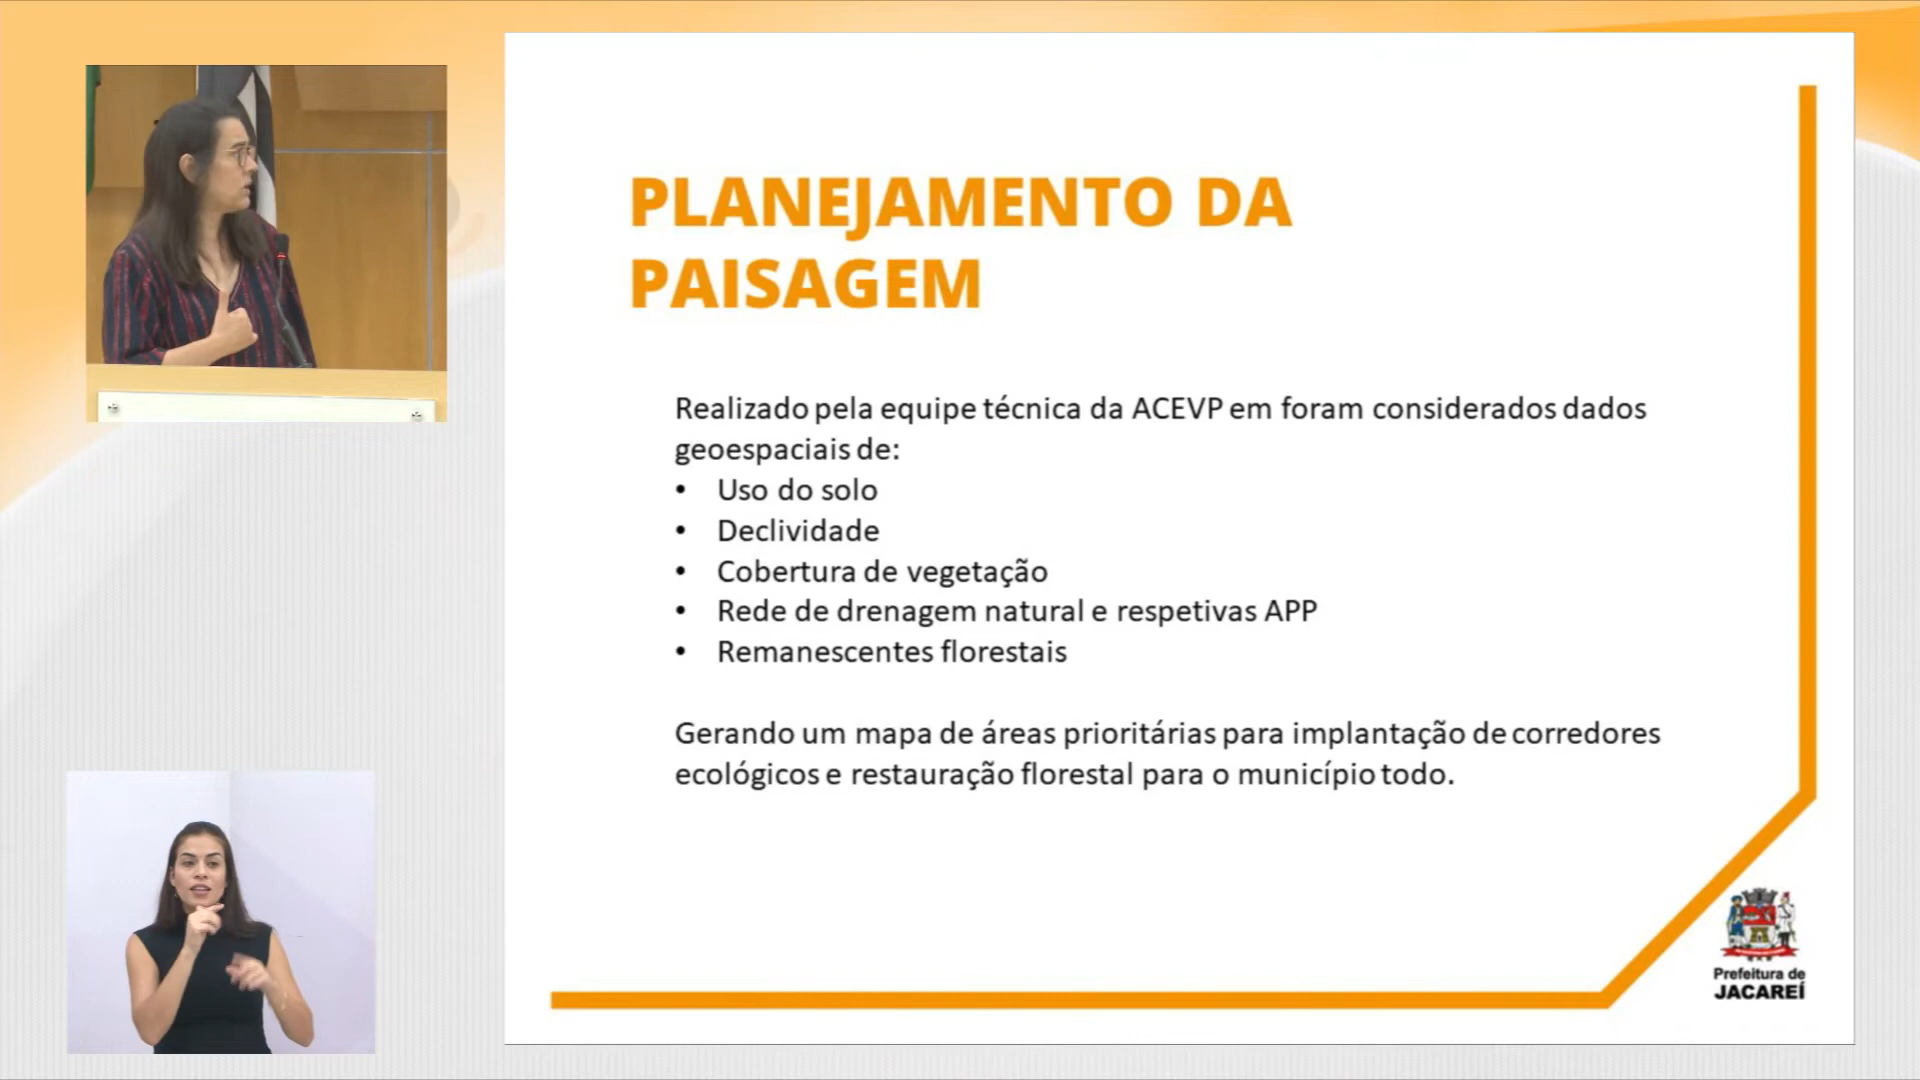 PLANEJAMENTO DA
PAISAGEM
Realizado pela equipe técnica da ACEVP em foram considerados dados
geoespaciais de:
• Uso do solo
• Declividade
• Cobertura de vegetação
• Rede de drenagem natural e respetivas APP
• Remanescentes florestais
Gerando um mapa de áreas prioritárias para implantação de corredores
ecológicos e restauração florestal para o município todo.
Prefeitura de
JACAREÍ